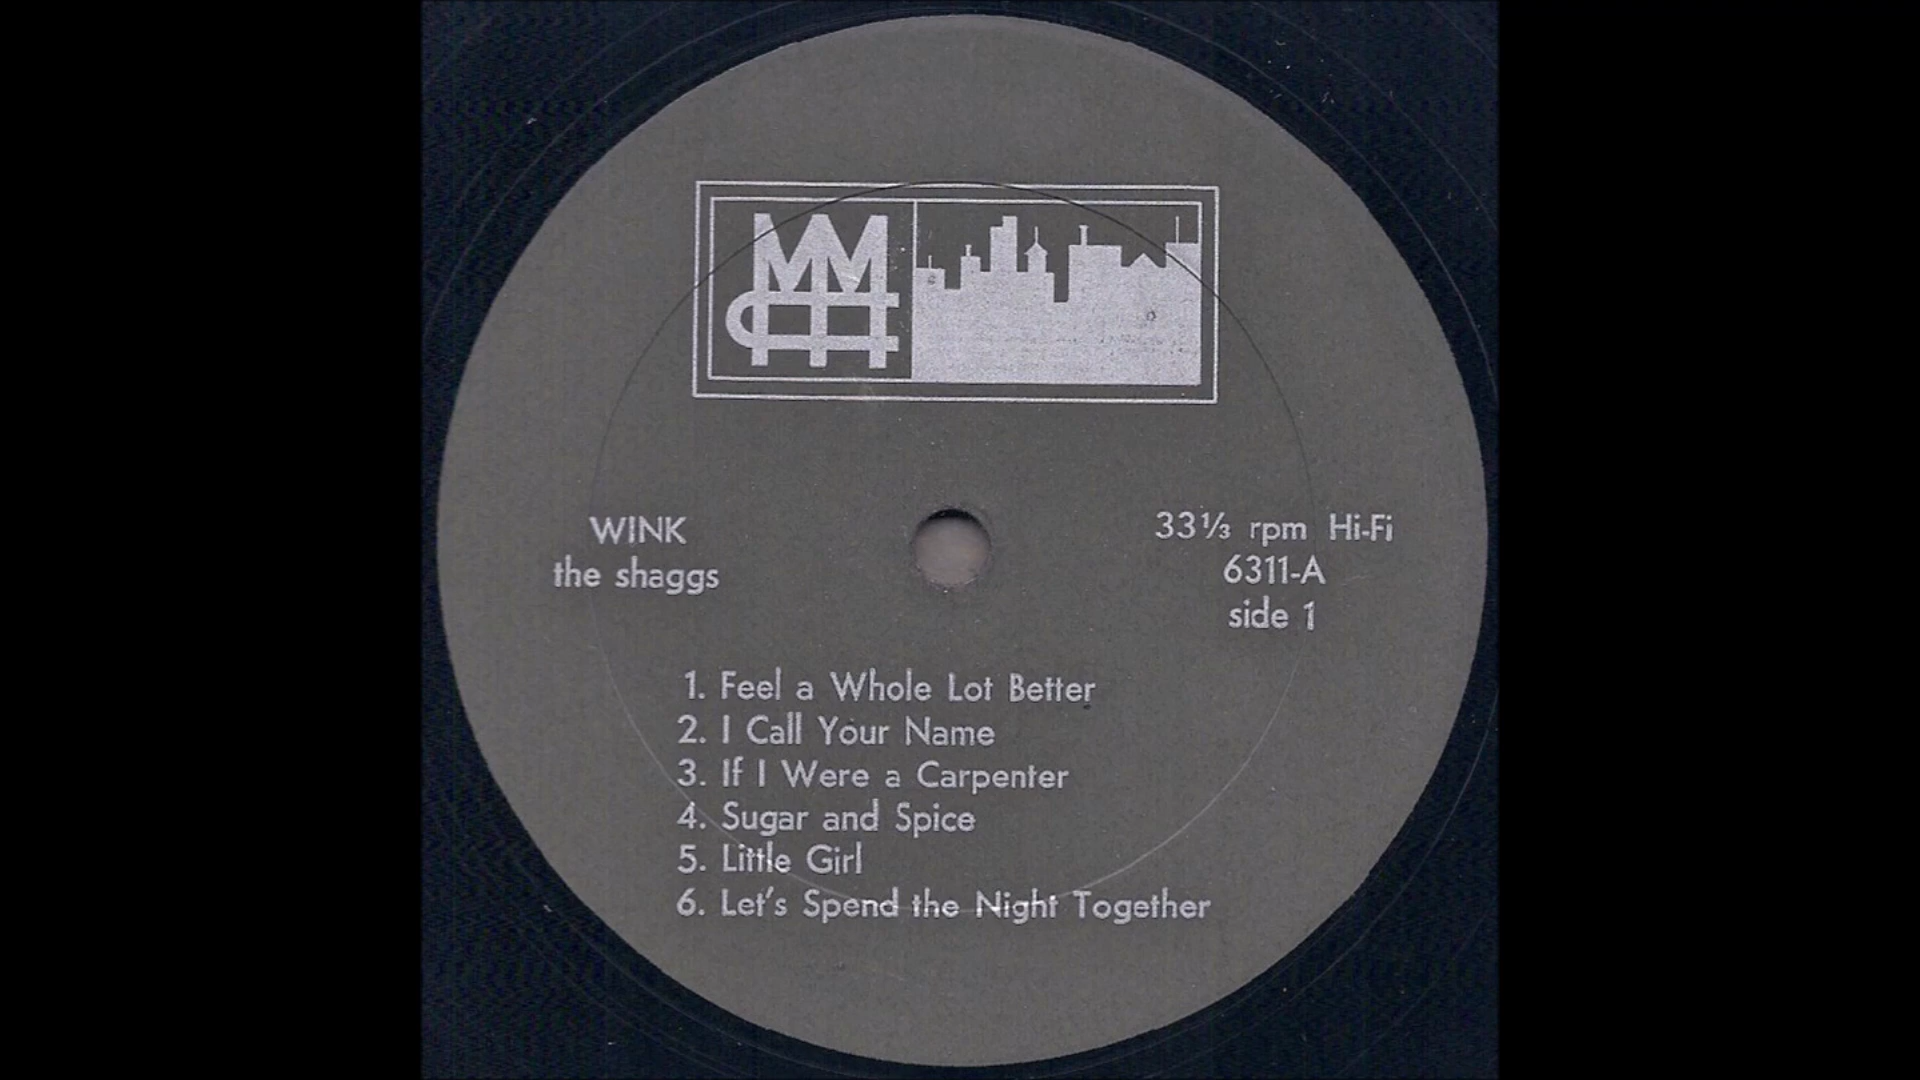 MM
WINK
the shaggs
33⅓ rpm Hi-Fi
6311-A
side 1
1. Feel a Whole Lot Better
2. I Call Your Name
3. If I Were a Carpenter
4. Sugar and Spice
5. Little Girl
6. Let's Spend the Night Together